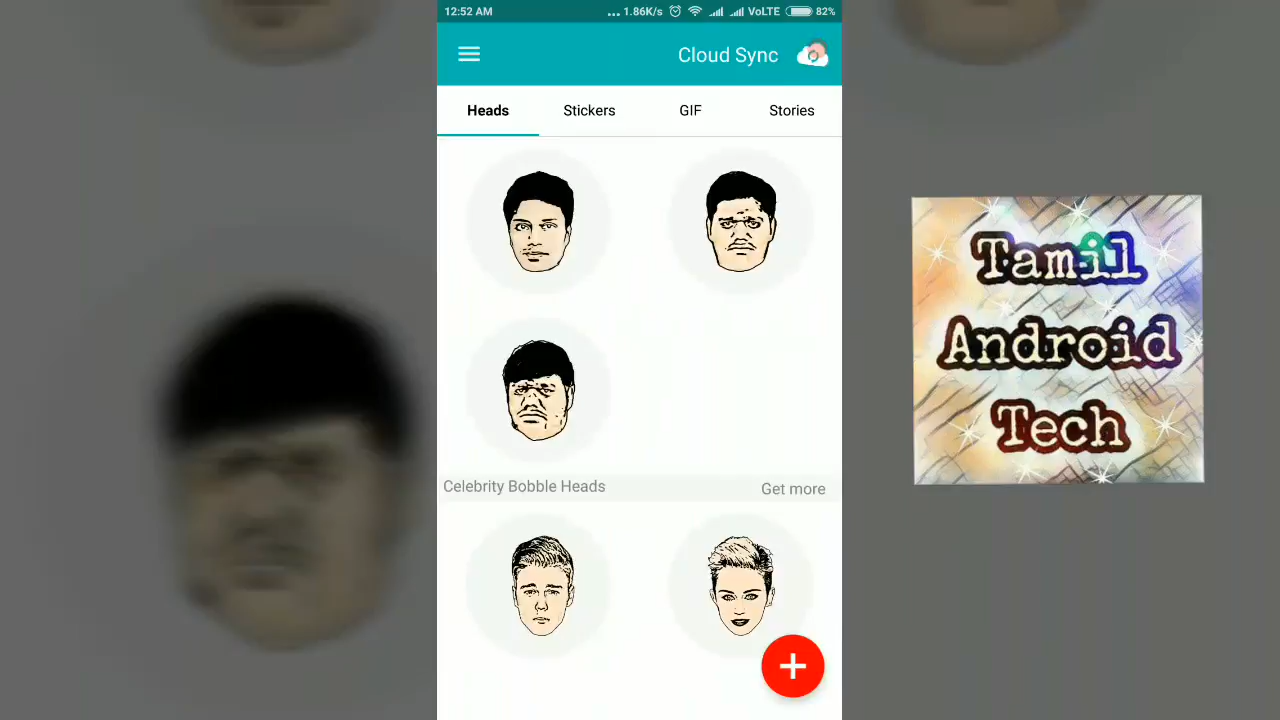 12:52 AM ... 1.86K/s VoLTE 82%
Cloud Sync
Heads Stickers GIF Stories
Celebrity Bobble Heads Get more
Tamil
Android
Tech